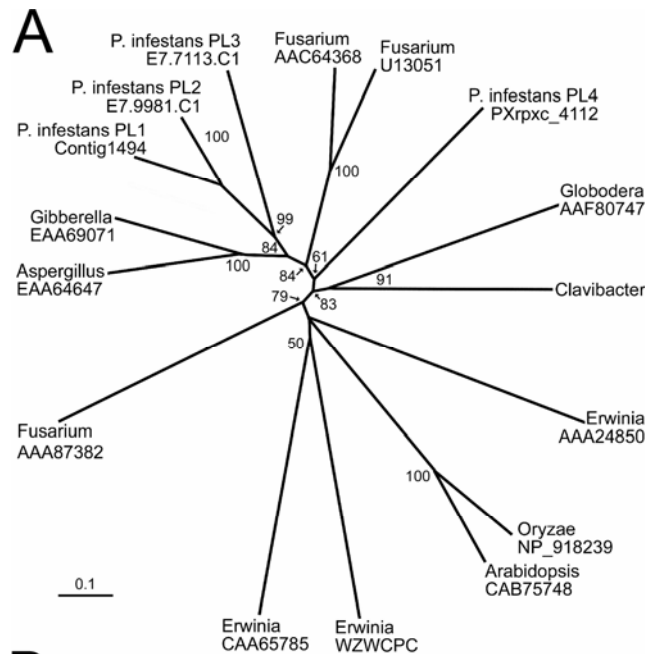 A
P. infestans PL3
E7.7113.C1
Fusarium
AAC64368
Fusarium
U13051
P. infestans PL2
E7.9981.C1
P. infestans PL4
PXrpxc_4112
P. infestans PL1
Contig1494
100
100
Globodera
AAF80747
Gibberella
EAA69071
99
84
61
100
84
91
Aspergillus
EAA64647
Clavibacter
79
83
50
Fusarium
AAA87382
Erwinia
AAA24850
100
Oryzae
NP_918239
Arabidopsis
CAB75748
0.1
Erwinia
CAA65785
Erwinia
WZWCPC